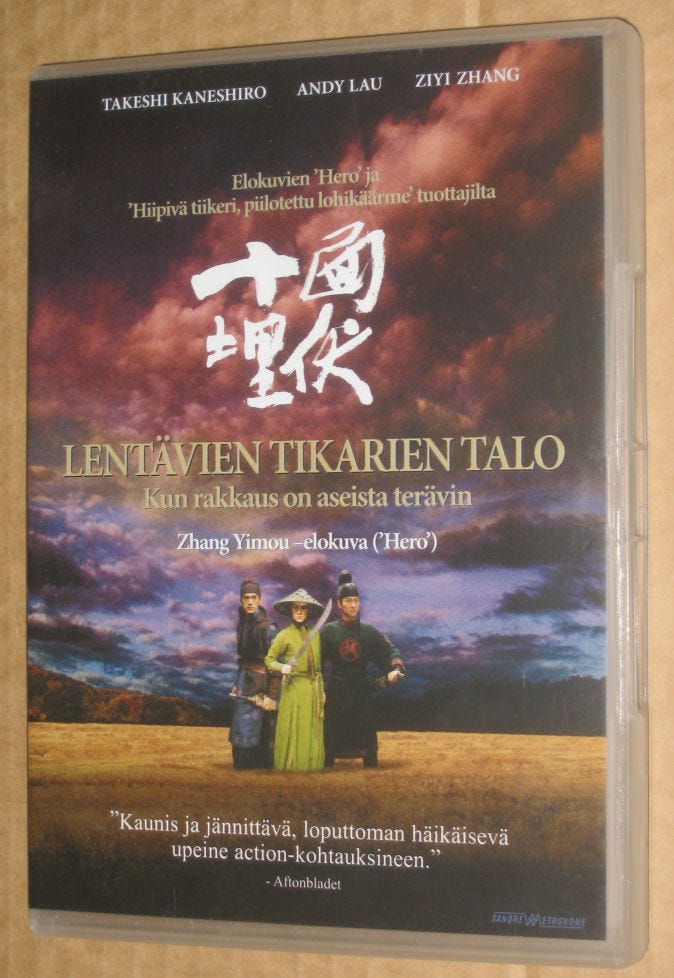 TAKESHI KANESHIRO ANDY LAU ZIYI ZHANG
Elokuvien 'Hero' ja
'Hiipivä tiikeri, piilotettu lohikäärme' tuottajilta
十面
埋伏
LENTÄVIEN TIKARIEN TALO
Kun rakkaus on aseista terävin
Zhang Yimou –elokuva ('Hero')
”Kaunis ja jännittävä, loputtoman häikäisevä
upeine action-kohtauksineen.”
- Aftonbladet
SANDREW METRONOME